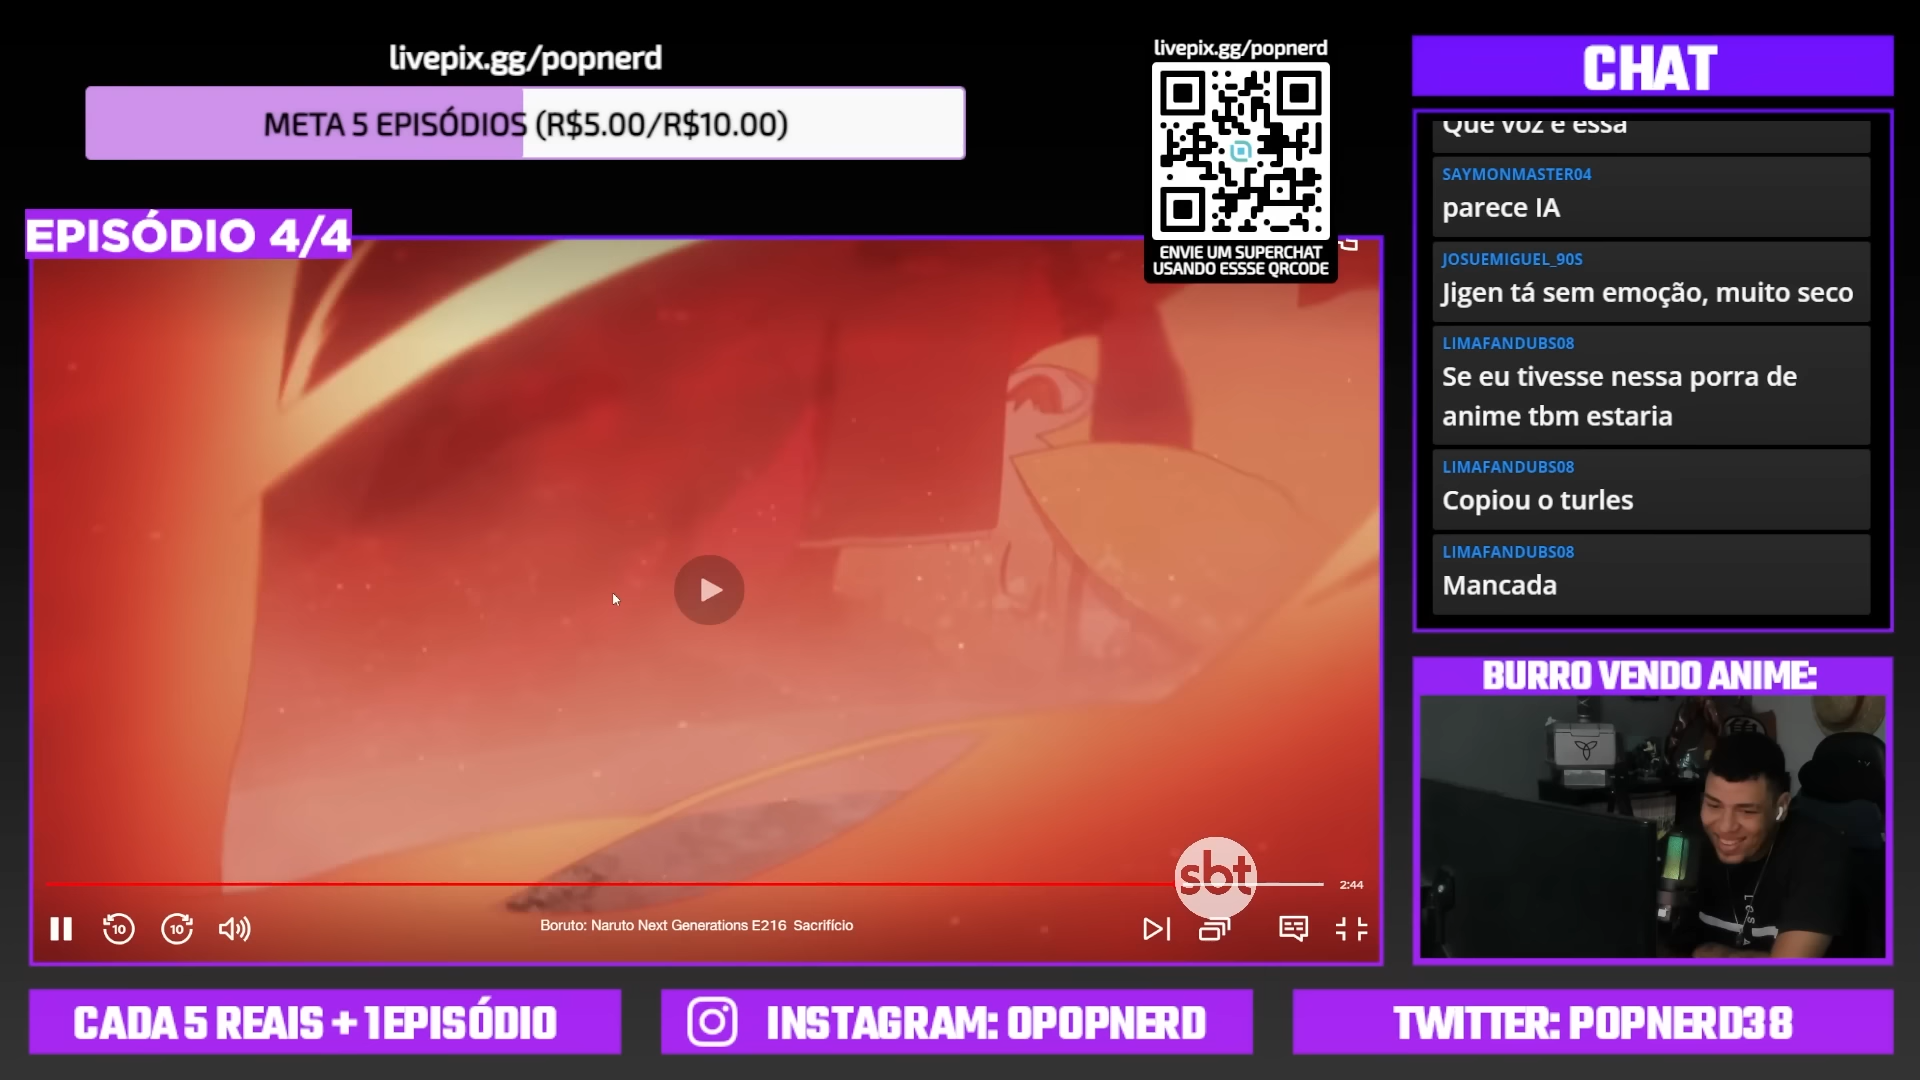 livepix.gg/popnerd
META 5 EPISÓDIOS (R$5.00/R$10.00)
livepix.gg/popnerd
ENVIE UM SUPERCHAT
USANDO ESSSE QRCODE
EPISÓDIO 4/4
CHAT
Que voz é essa
SAYMONMASTER04
parece IA
JOSUEMIGUEL_90S
Jigen tá sem emoção, muito seco
LIMAFANDUBS08
Se eu tivesse nessa porra de
anime tbm estaria
LIMAFANDUBS08
Copiou o turles
LIMAFANDUBS08
Mancada
BURRO VENDO ANIME:
sbt
2:44
10
10
Boruto: Naruto Next Generations E216 Sacrifício
CADA 5 REAIS + 1 EPISÓDIO
INSTAGRAM: OPOPNERD
TWITTER: POPNERD38